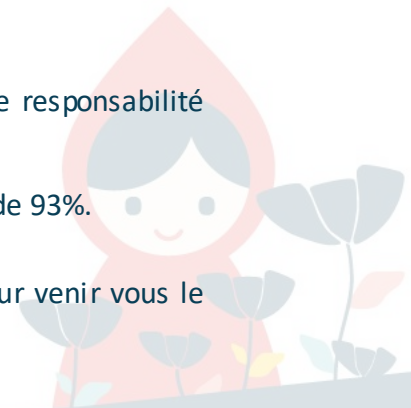 e responsabilité
de 93%.
ur venir vous le